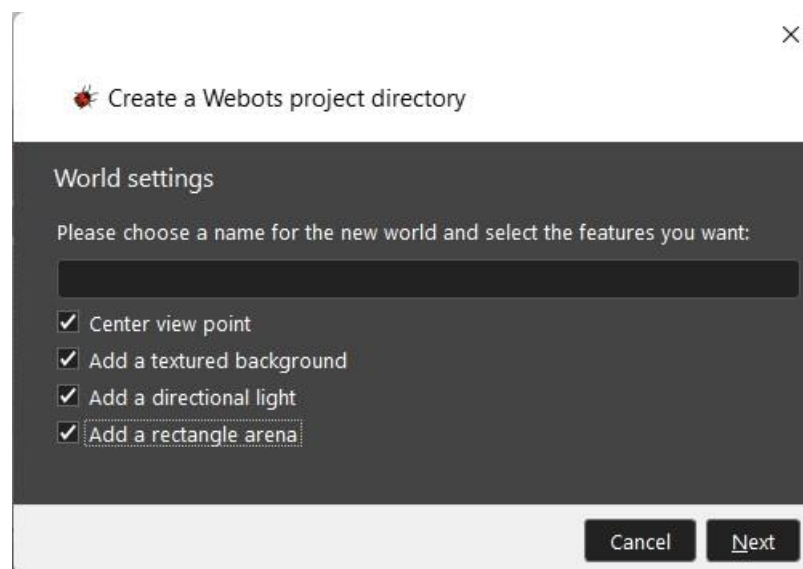 Create a Webots project directory
World settings
Please choose a name for the new world and select the features you want:
Center view point
Add a textured background
Add a directional light
Add a rectangle arena
Cancel Next